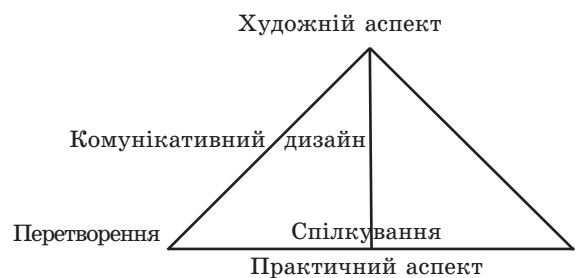 Художній аспект
Комунікативний дизайн
Перетворення
Спілкування
Практичний аспект